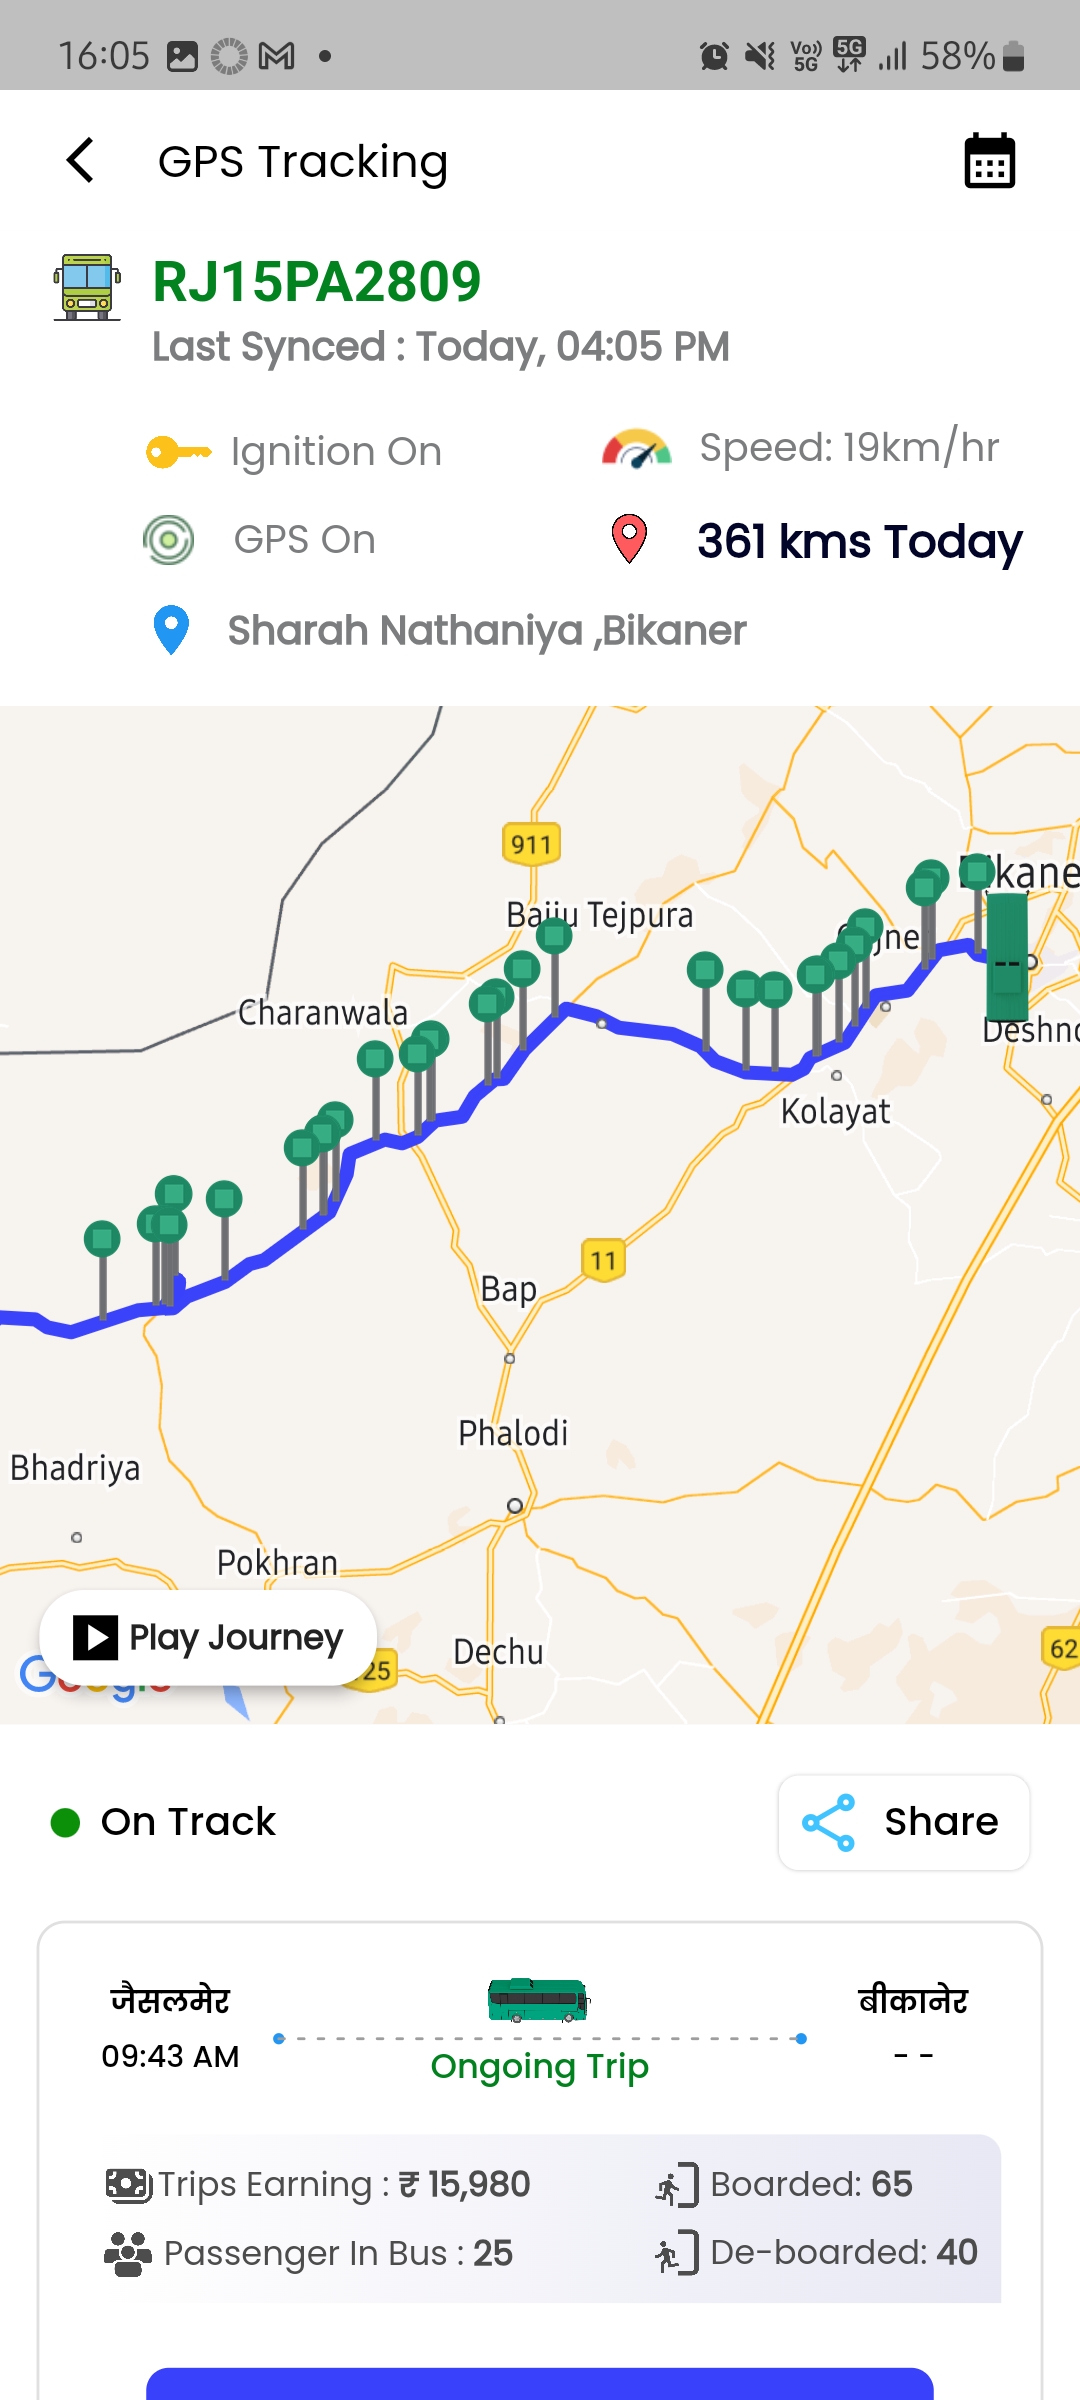 16:05
Vo))
5G
5G
58%
GPS Tracking
RJ15PA2809
Last Synced : Today, 04:05 PM
Ignition On
Speed: 19km/hr
GPS On
361 kms Today
Sharah Nathaniya ,Bikaner
911
Bajju Tejpura
Charanwala
Kolayat
11
Bap
Phalodi
Bhadriya
Pokhran
Play Journey
25
Dechu
62
Google
On Track
Share
जैसलमेर
बीकानेर
09:43 AM
- -
Ongoing Trip
Trips Earning : ₹ 15,980
Boarded: 65
Passenger In Bus : 25
De-boarded: 40